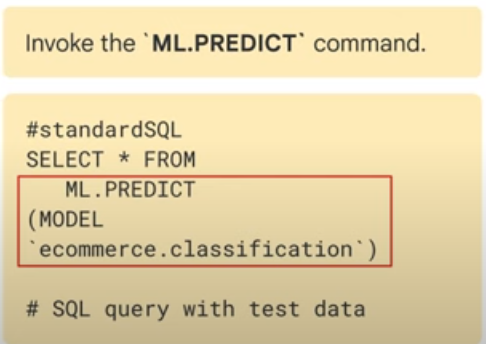 Invoke the `ML.PREDICT` command.
#standardSQL
SELECT * FROM
ML.PREDICT
(MODEL
`ecommerce.classification`)
# SQL query with test data